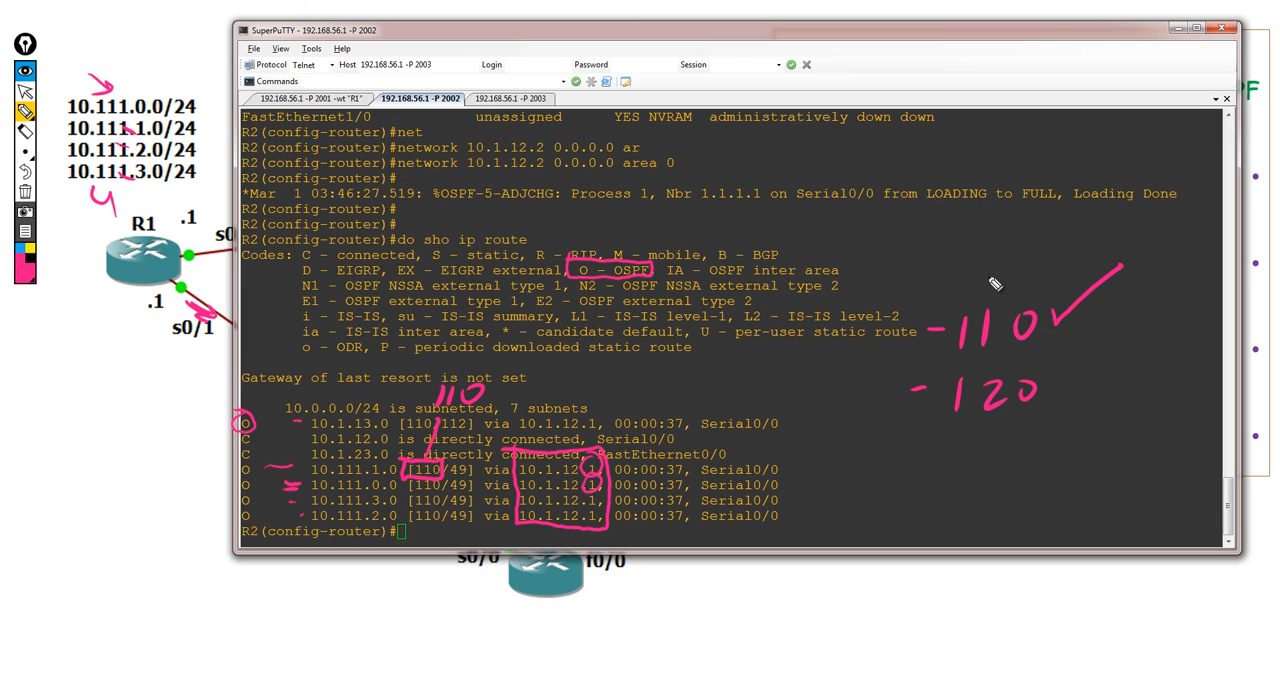 SuperPuTTY - 192.168.56.1 -P 2002
File View Tools Help
Protocol Telnet Host 192.168.56.1 -P 2003 Login Password Session
Commands
192.168.56.1 -P 2001 -wt "R1" 192.168.56.1 -P 2002 192.168.56.1 -P 2003
PF
10.111.0.0/24
10.111.1.0/24
10.111.2.0/24
10.111.3.0/24
4
R1
.1
s0
.1
s0/1
FastEthernet1/0 unassigned YES NVRAM administratively down down
R2(config-router)#net
R2(config-router)#network 10.1.12.2 0.0.0.0 ar
R2(config-router)#network 10.1.12.2 0.0.0.0 area 0
R2(config-router)#
*Mar 1 03:46:27.519: %OSPF-5-ADJCHG: Process 1, Nbr 1.1.1.1 on Serial0/0 from LOADING to FULL, Loading Done
R2(config-router)#
R2(config-router)#
R2(config-router)#do sho ip route
Codes: C - connected, S - static, R - RIP, M - mobile, B - BGP
D - EIGRP, EX - EIGRP external, O - OSPF, IA - OSPF inter area
N1 - OSPF NSSA external type 1, N2 - OSPF NSSA external type 2
E1 - OSPF external type 1, E2 - OSPF external type 2
i - IS-IS, su - IS-IS summary, L1 - IS-IS level-1, L2 - IS-IS level-2
ia - IS-IS inter area, * - candidate default, U - per-user static route
o - ODR, P - periodic downloaded static route
-110
-120
Gateway of last resort is not set
110
10.0.0.0/24 is subnetted, 7 subnets
O 10.1.13.0 [110/112] via 10.1.12.1, 00:00:37, Serial0/0
C 10.1.12.0 is directly connected, Serial0/0
C 10.1.23.0 is directly connected, FastEthernet0/0
O 10.111.1.0 [110/49] via 10.1.12.1, 00:00:37, Serial0/0
O 10.111.0.0 [110/49] via 10.1.12.1, 00:00:37, Serial0/0
O 10.111.3.0 [110/49] via 10.1.12.1, 00:00:37, Serial0/0
O 10.111.2.0 [110/49] via 10.1.12.1, 00:00:37, Serial0/0
R2(config-router)#
s0/0 f0/0